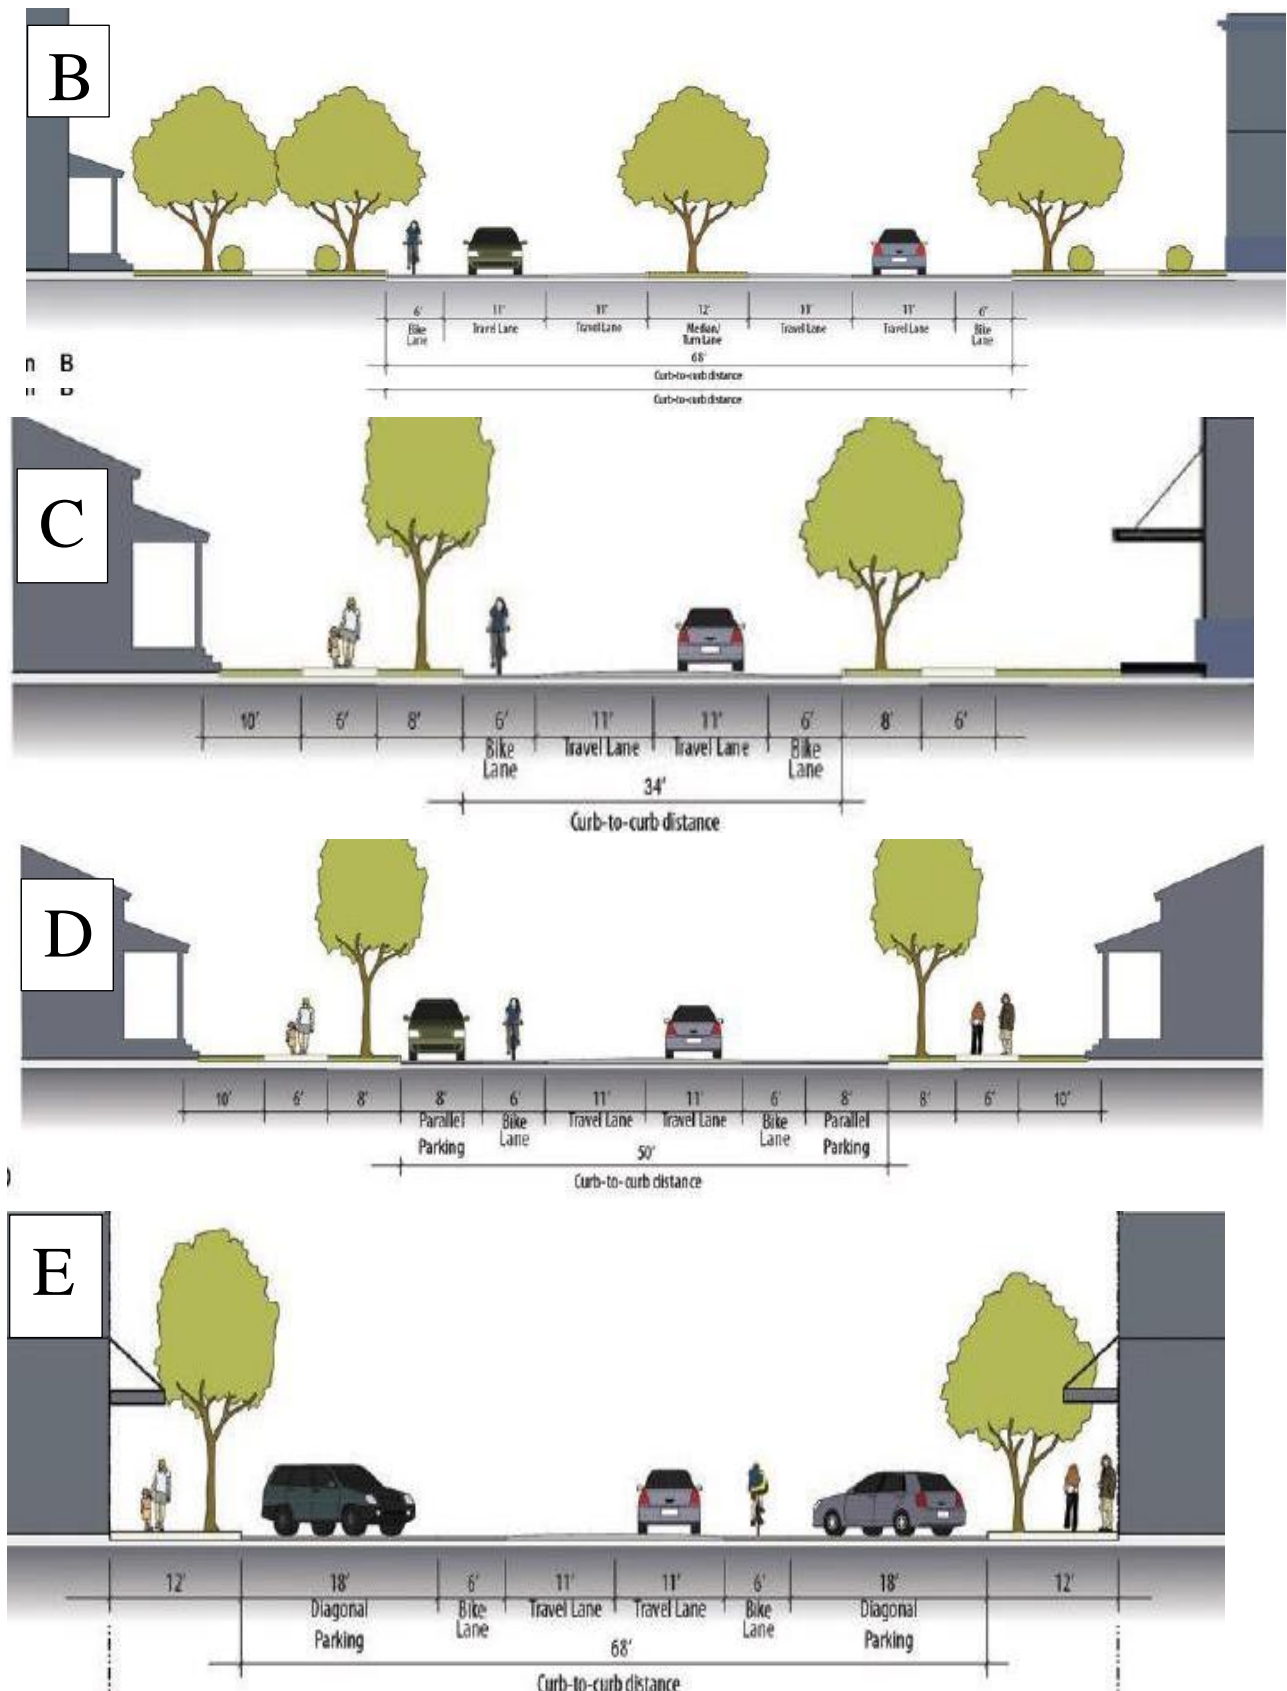 B
6' 11' 11' 12' 11' 11' 6'
Bike Lane Travel Lane Travel Lane Median/ Turn Lane Travel Lane Travel Lane Bike Lane
68'
Curb-to-curb distance
n B
Curb-to-curb distance
C
10' 6' 8' 6' 11' 11' 6' 8' 6'
Bike Lane Travel Lane Travel Lane Bike Lane
34'
Curb-to-curb distance
D
10' 6' 8' 8' 6' 11' 11' 6' 8' 8' 6' 10'
Parallel Parking Bike Lane Travel Lane Travel Lane Bike Lane Parallel Parking
50'
Curb-to-curb distance
E
12' 18' 6' 11' 11' 6' 18' 12'
Diagonal Parking Bike Lane Travel Lane Travel Lane Bike Lane Diagonal Parking
68'
Curb-to-curb distance